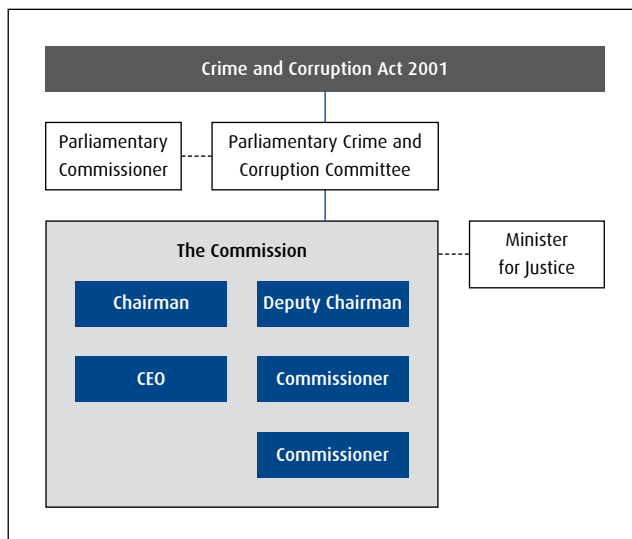 Crime and Corruption Act 2001
Parliamentary
Commissioner
Parliamentary Crime and
Corruption Committee
The Commission
Minister
for Justice
Chairman
Deputy Chairman
CEO
Commissioner
Commissioner